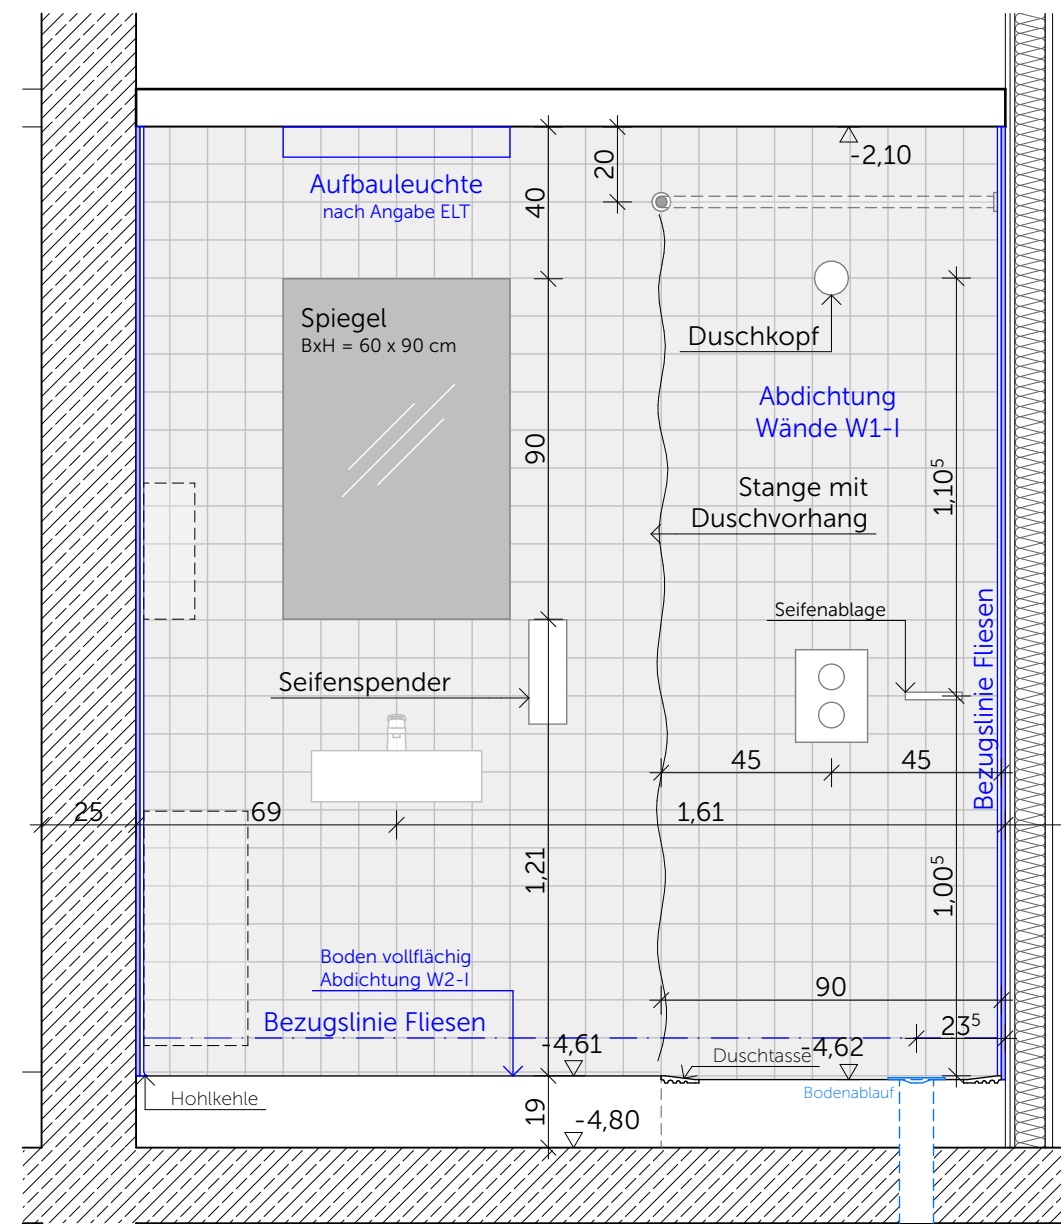 -2,10
20
40
Aufbauleuchte
nach Angabe ELT
Spiegel
BxH = 60 x 90 cm
Duschkopf
Abdichtung
Wände W1-I
90
1,10⁵
Stange mit
Duschvorhang
Bezugslinie Fliesen
Seifenablage
Seifenspender
45
45
25
69
1,61
1,21
1,00⁵
Boden vollflächig
Abdichtung W2-I
90
Bezugslinie Fliesen
23⁵
-4,61
-4,62
Duschtasse
Hohlkehle
Bodenablauf
19
-4,80